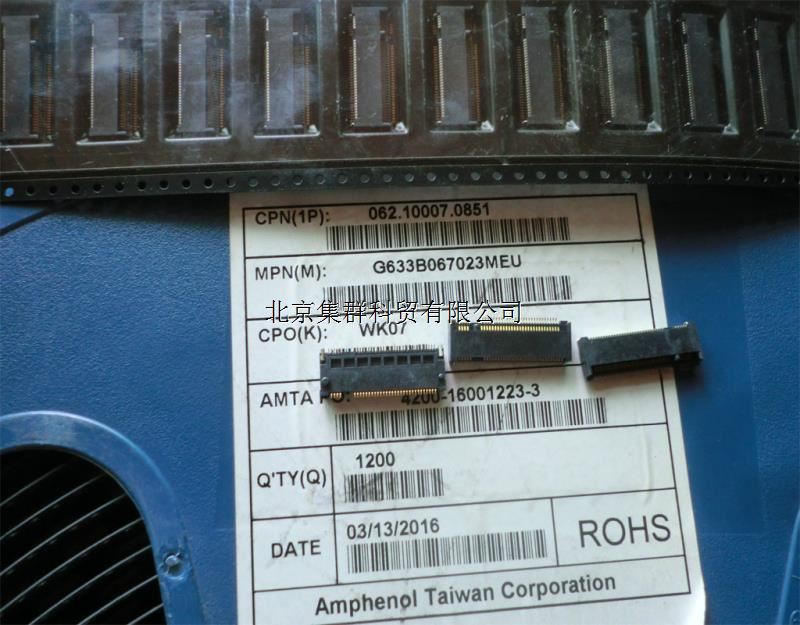 CPN(1P): 062.10007.0851
MPN(M): G633B067023MEU
北京集群科贸有限公司
CPO(K): WK07
AMTA PO: 4200-16001223-3
Q'TY(Q) 1200
DATE 03/13/2016 ROHS
Amphenol Taiwan Corporation